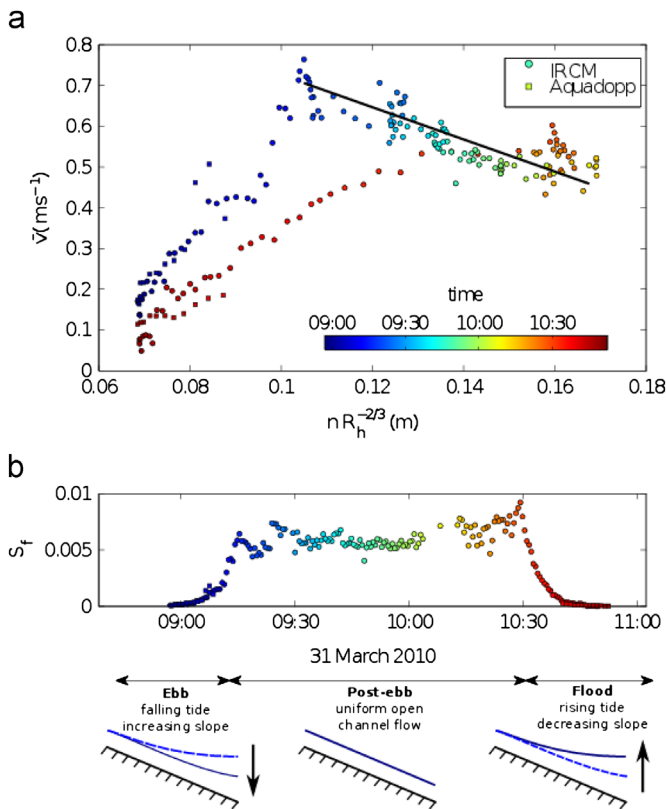 a
0.8
0.7
0.6
0.5
0.4
0.3
0.2
0.1
0
v̄(ms⁻¹)
IRCM
Aquadopp
time
09:00 09:30 10:00 10:30
0.06 0.08 0.1 0.12 0.14 0.16 0.18
n R_h^{-2/3} (m)
b
0.01
0.005
0
S_f
09:00 09:30 10:00 10:30 11:00
31 March 2010
Ebb
falling tide
increasing slope
Post-ebb
uniform open
channel flow
Flood
rising tide
decreasing slope